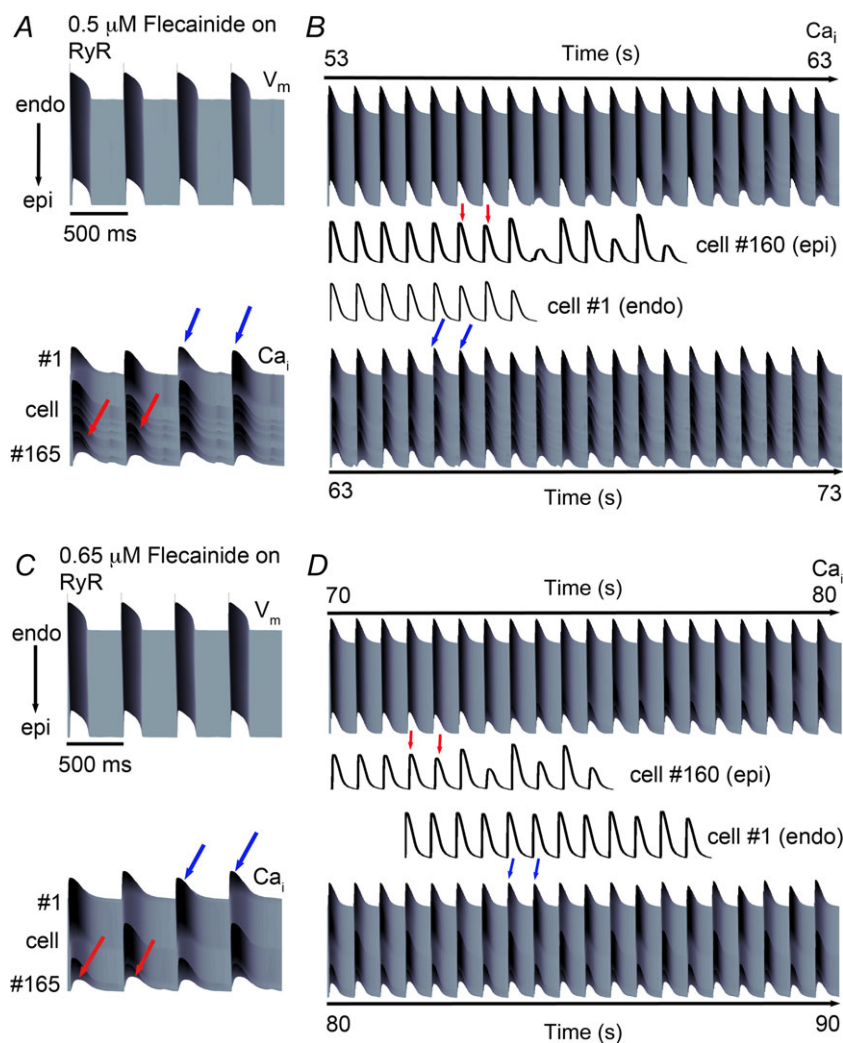 A
0.5 μM Flecainide on
RyR
Vm
endo
epi
500 ms
#1
Cai
cell
#165
B
Cai
53
Time (s)
63
cell #160 (epi)
cell #1 (endo)
63
Time (s)
73
C
0.65 μM Flecainide on
RyR
Vm
endo
epi
500 ms
Cai
#1
cell
#165
D
Cai
70
Time (s)
80
cell #160 (epi)
cell #1 (endo)
80
Time (s)
90